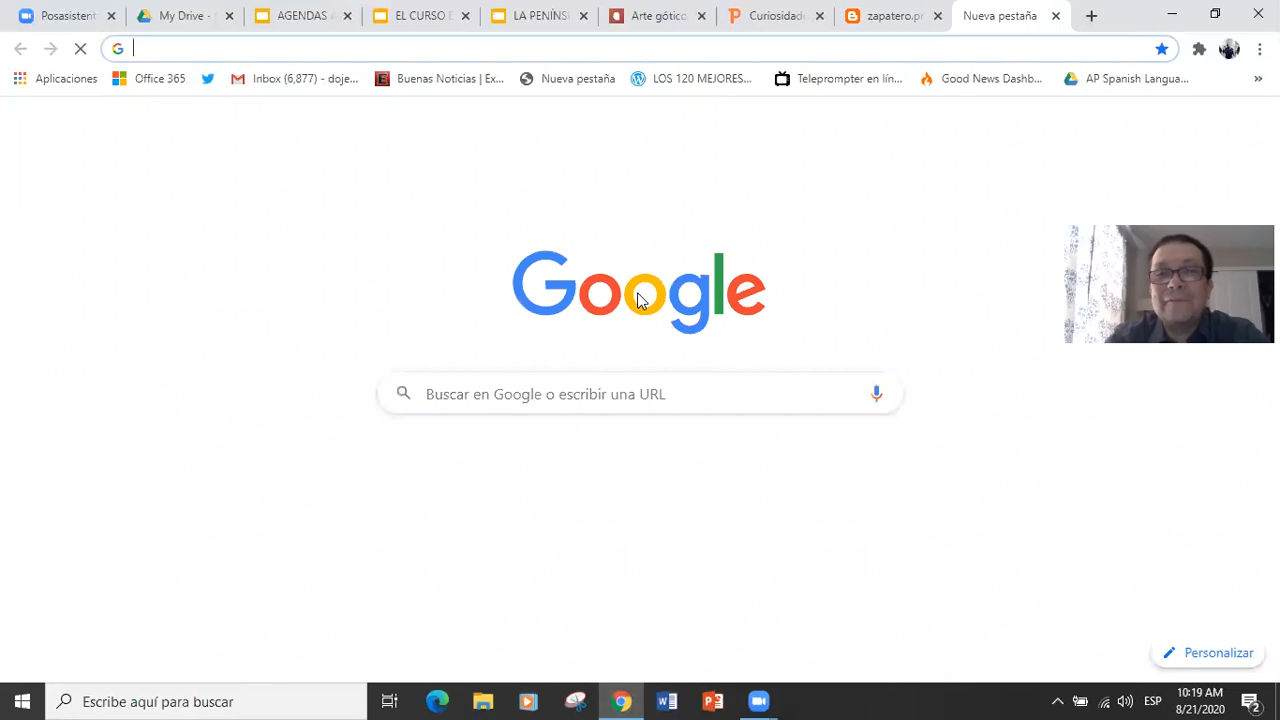 Posasistent
My Drive -
AGENDAS
EL CURSO D
LA PENÍNS
Arte gótico
Curiosidad
zapatero.pr
Nueva pestaña
Aplicaciones
Office 365
Inbox (6,877) - doje...
Buenas Noticias | Ex...
Nueva pestaña
LOS 120 MEJORES...
Teleprompter en lín...
Good News Dashb...
AP Spanish Langua...
»
Google
Buscar en Google o escribir una URL
Personalizar
Escribe aquí para buscar
ESP
10:19 AM
8/21/2020
2